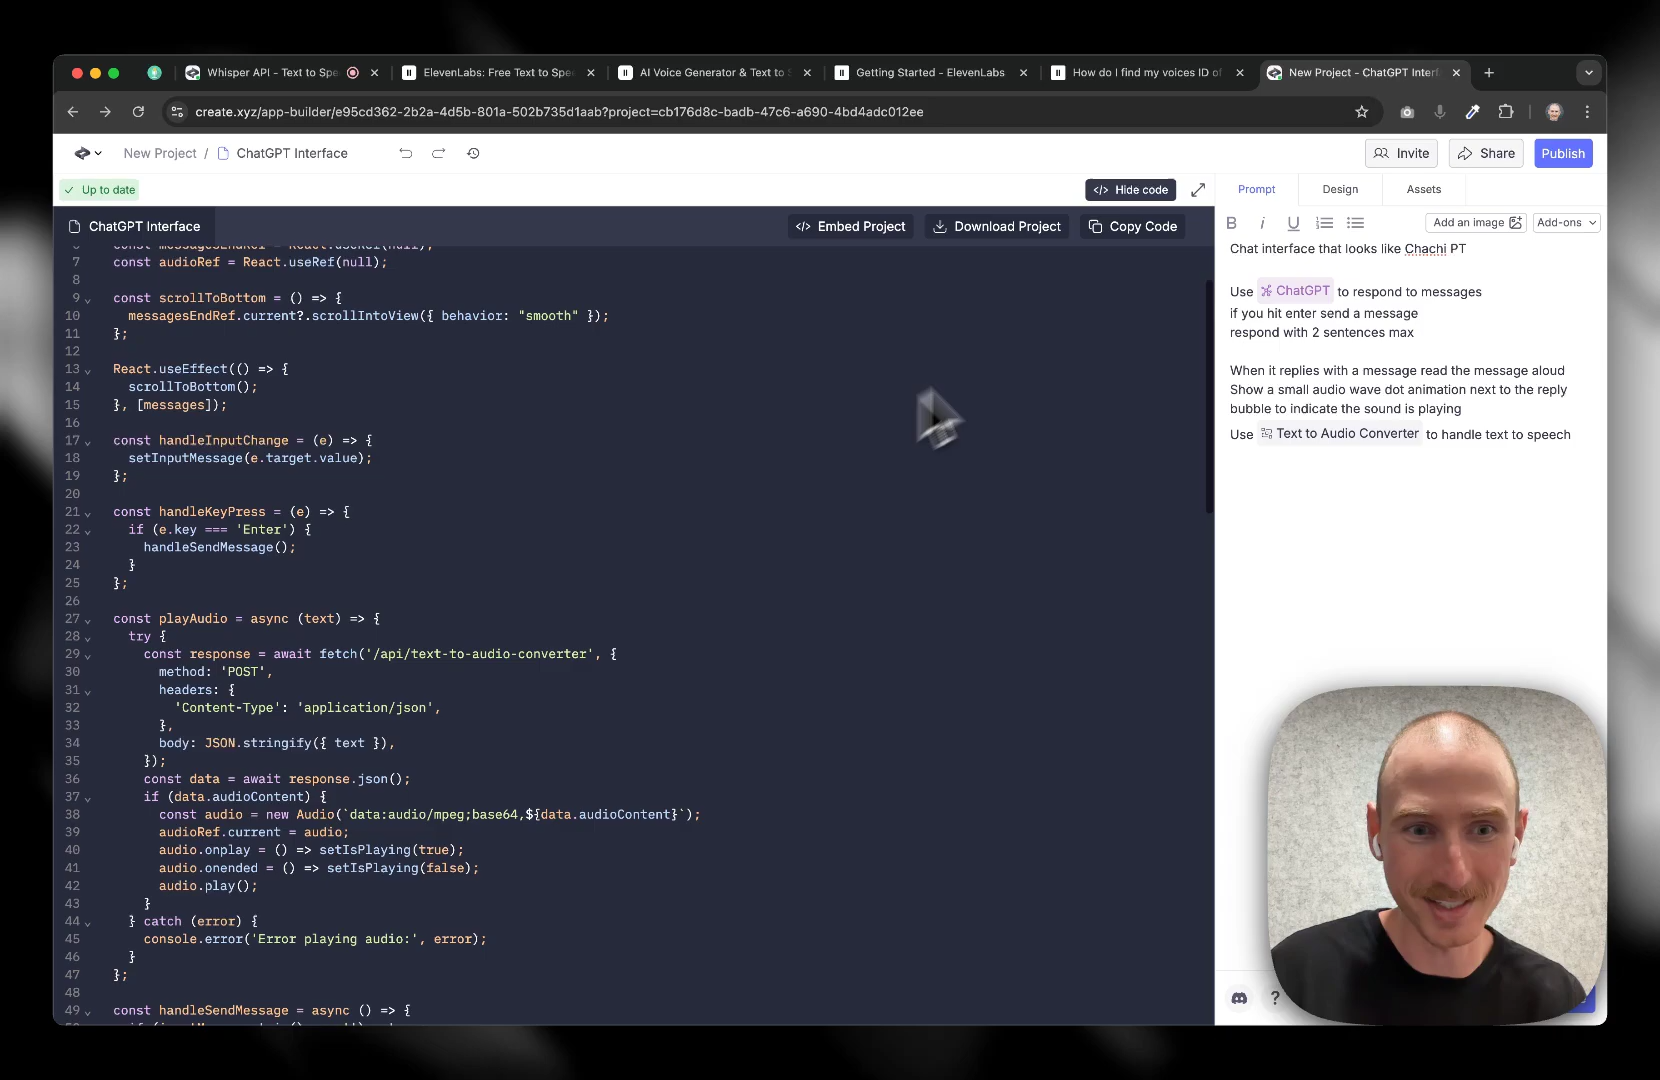 Whisper API - Text to Spe
ElevenLabs: Free Text to Spee
AI Voice Generator & Text to S
Getting Started - ElevenLabs
How do I find my voices ID of
New Project - ChatGPT Interf
create.xyz/app-builder/e95cd362-2b2a-4d5b-801a-502b735d1aab?project=cb176d8c-badb-47c6-a690-4bd4adc012ee
New Project / ChatGPT Interface
Invite
Share
Publish
Up to date
</> Hide code
Prompt
Design
Assets
ChatGPT Interface
</> Embed Project
Download Project
Copy Code
B i U
Add an image
Add-ons
6 const messagesEndRef = React.useRef(null);
7 const audioRef = React.useRef(null);
8
9 const scrollToBottom = () => {
10 messagesEndRef.current?.scrollIntoView({ behavior: "smooth" });
11 };
12
13 React.useEffect(() => {
14 scrollToBottom();
15 }, [messages]);
16
17 const handleInputChange = (e) => {
18 setInputMessage(e.target.value);
19 };
20
21 const handleKeyPress = (e) => {
22 if (e.key === 'Enter') {
23 handleSendMessage();
24 }
25 };
26
27 const playAudio = async (text) => {
28 try {
29 const response = await fetch('/api/text-to-audio-converter', {
30 method: 'POST',
31 headers: {
32 'Content-Type': 'application/json',
33 },
34 body: JSON.stringify({ text }),
35 });
36 const data = await response.json();
37 if (data.audioContent) {
38 const audio = new Audio(`data:audio/mpeg;base64,${data.audioContent}`);
39 audioRef.current = audio;
40 audio.onplay = () => setIsPlaying(true);
41 audio.onended = () => setIsPlaying(false);
42 audio.play();
43 }
44 } catch (error) {
45 console.error('Error playing audio:', error);
46 }
47 };
48
49 const handleSendMessage = async () => {
Chat interface that looks like Chachi PT
Use ChatGPT to respond to messages
if you hit enter send a message
respond with 2 sentences max
When it replies with a message read the message aloud
Show a small audio wave dot animation next to the reply
bubble to indicate the sound is playing
Use Text to Audio Converter to handle text to speech
?